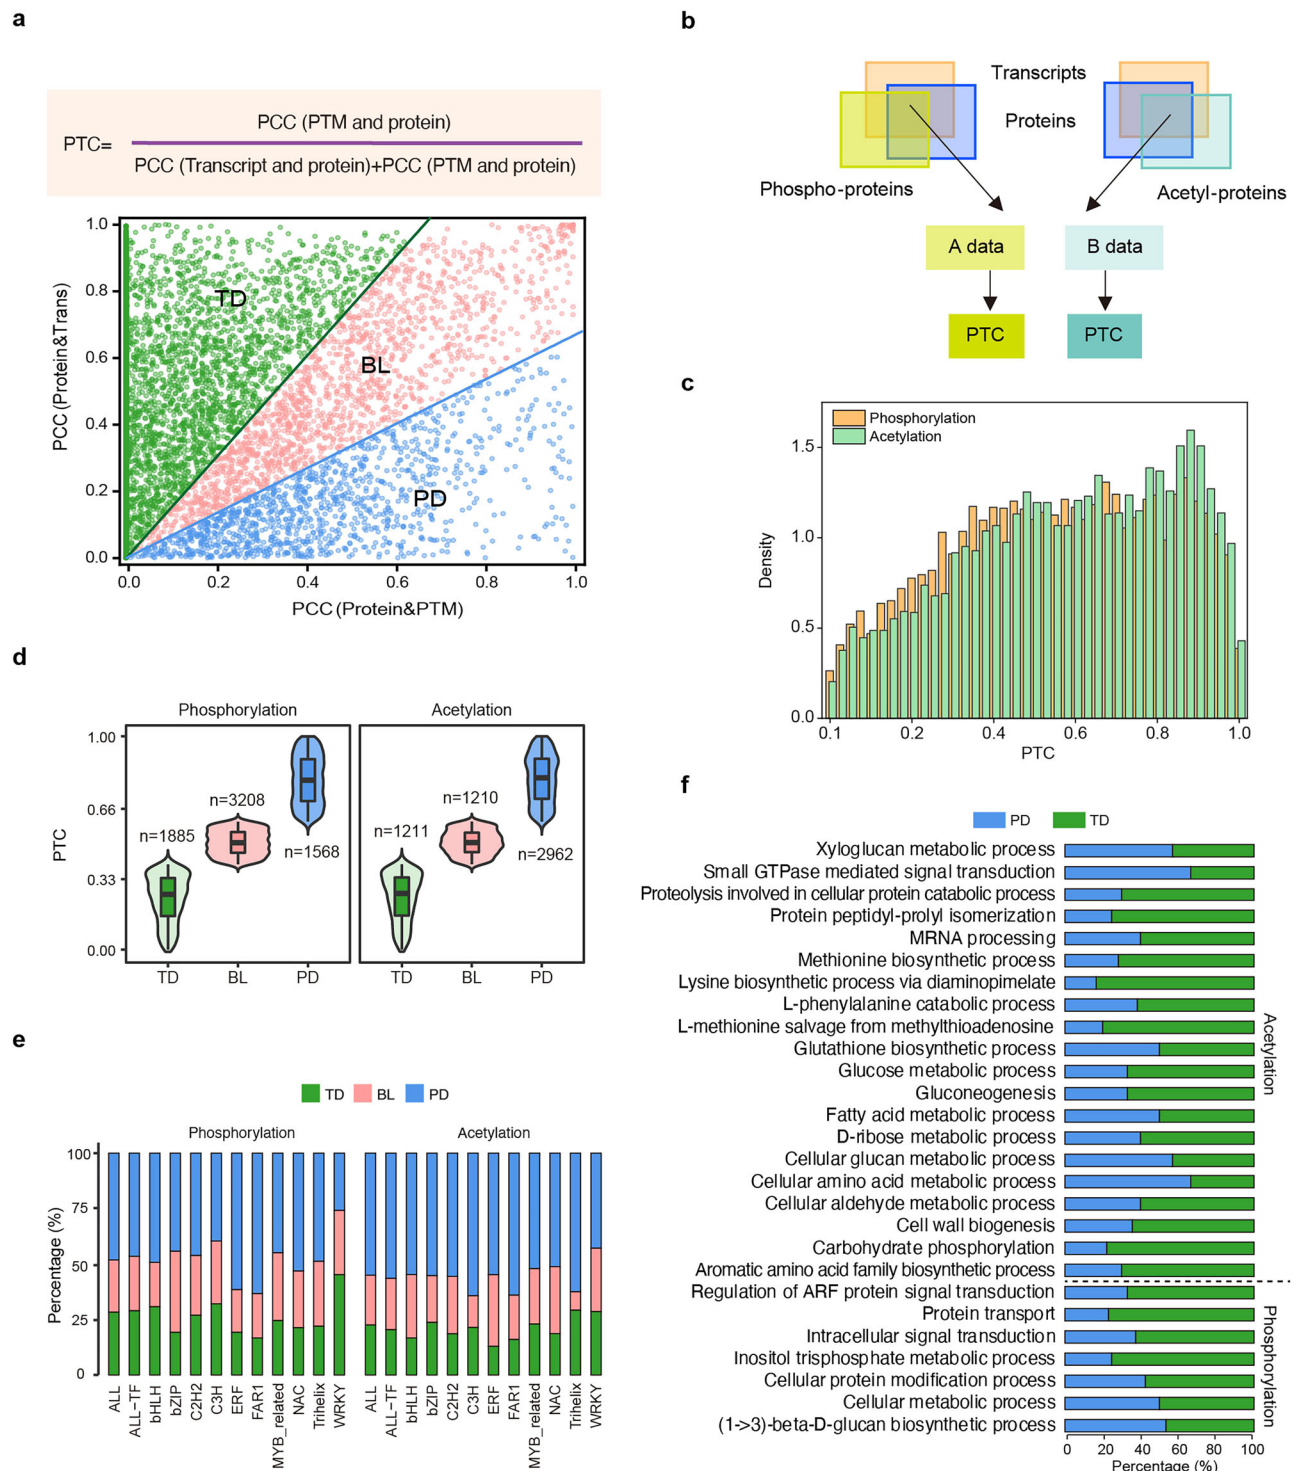 a
PTC=
PCC (PTM and protein)
PCC (Transcript and protein)+PCC (PTM and protein)
PCC (Protein&Trans)
1.0
0.8
0.6
0.4
0.2
0.0
TD
BL
PD
0.0 0.2 0.4 0.6 0.8 1.0
PCC (Protein&PTM)
b
Transcripts
Proteins
Phospho-proteins
Acetyl-proteins
A data
B data
PTC
PTC
c
Phosphorylation
Acetylation
Density
1.5
1.0
0.5
0.0
0.1 0.2 0.4 0.6 0.8 1.0
PTC
d
Phosphorylation
Acetylation
PTC
1.00
0.66
0.33
0.00
n=1885
n=3208
n=1568
n=1211
n=1210
n=2962
TD BL PD
TD BL PD
e
TD BL PD
Phosphorylation
Acetylation
Percentage (%)
100
75
50
25
0
ALL
ALL-TF
bHLH
bZIP
C2H2
C3H
ERF
FAR1
MYB_related
NAC
Trihelix
WRKY
ALL
ALL-TF
bHLH
bZIP
C2H2
C3H
ERF
FAR1
MYB_related
NAC
Trihelix
WRKY
f
PD TD
Xyloglucan metabolic process
Small GTPase mediated signal transduction
Proteolysis involved in cellular protein catabolic process
Protein peptidyl-prolyl isomerization
MRNA processing
Methionine biosynthetic process
Lysine biosynthetic process via diaminopimelate
L-phenylalanine catabolic process
L-methionine salvage from methylthioadenosine
Glutathione biosynthetic process
Glucose metabolic process
Gluconeogenesis
Fatty acid metabolic process
D-ribose metabolic process
Cellular glucan metabolic process
Cellular amino acid metabolic process
Cellular aldehyde metabolic process
Cell wall biogenesis
Carbohydrate phosphorylation
Aromatic amino acid family biosynthetic process
Regulation of ARF protein signal transduction
Protein transport
Intracellular signal transduction
Inositol trisphosphate metabolic process
Cellular protein modification process
Cellular metabolic process
(1->3)-beta-D-glucan biosynthetic process
Acetylation
Phosphorylation
0 20 40 60 80 100
Percentage (%)